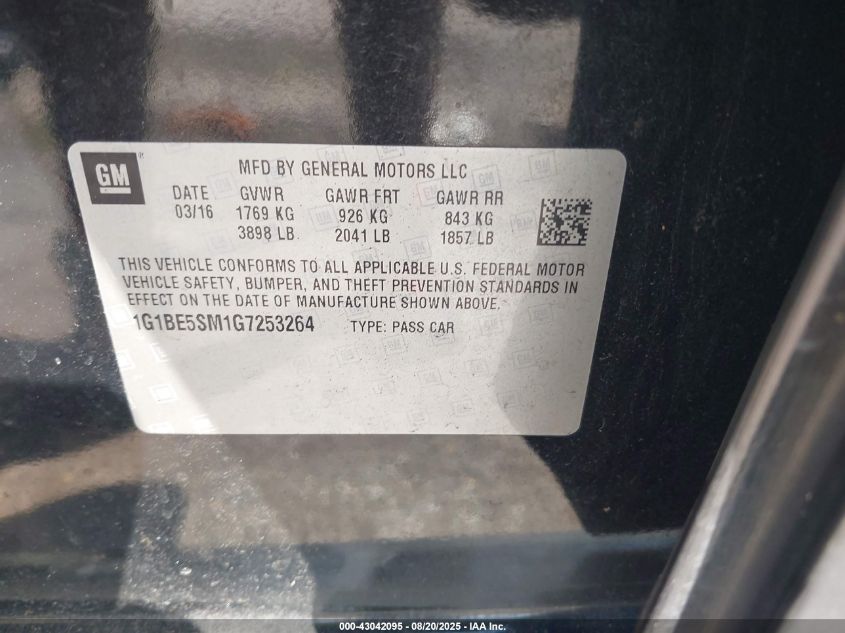 GM
MFD BY GENERAL MOTORS LLC
DATE GVWR GAWR FRT GAWR RR
03/16 1769 KG 926 KG 843 KG
3898 LB 2041 LB 1857 LB
THIS VEHICLE CONFORMS TO ALL APPLICABLE U.S. FEDERAL MOTOR
VEHICLE SAFETY, BUMPER, AND THEFT PREVENTION STANDARDS IN
EFFECT ON THE DATE OF MANUFACTURE SHOWN ABOVE.
1G1BE5SM1G7253264 TYPE: PASS CAR
000-43042095 - 08/20/2025 - IAA Inc.